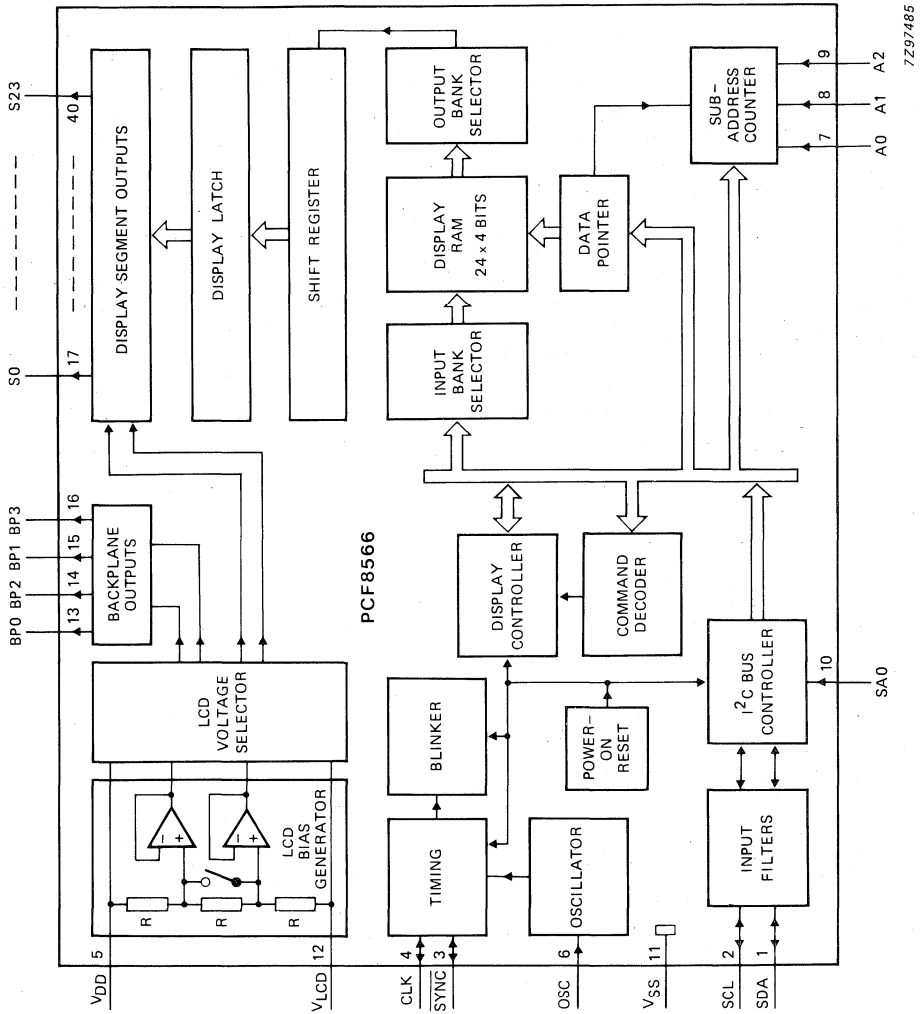 S0
S23
17
40
DISPLAY SEGMENT OUTPUTS
DISPLAY LATCH
SHIFT REGISTER
BP0 BP2 BP1 BP3
13 14 15 16
BACKPLANE
OUTPUTS
LCD
VOLTAGE
SELECTOR
R
R
R
-
+
-
+
LCD
BIAS
GENERATOR
VDD
5
VLCD
12
PCF8566
INPUT
BANK
SELECTOR
DISPLAY
RAM
24 x 4 BITS
OUTPUT
BANK
SELECTOR
CLK
4
SYNC
3
TIMING
BLINKER
DISPLAY
CONTROLLER
COMMAND
DECODER
DATA
POINTER
SUB-
ADDRESS
COUNTER
OSC
6
OSCILLATOR
POWER-
ON
RESET
VSS
11
SCL
2
SDA
1
INPUT
FILTERS
I²C BUS
CONTROLLER
10
SA0
7
8
9
A0
A1
A2
7Z97485